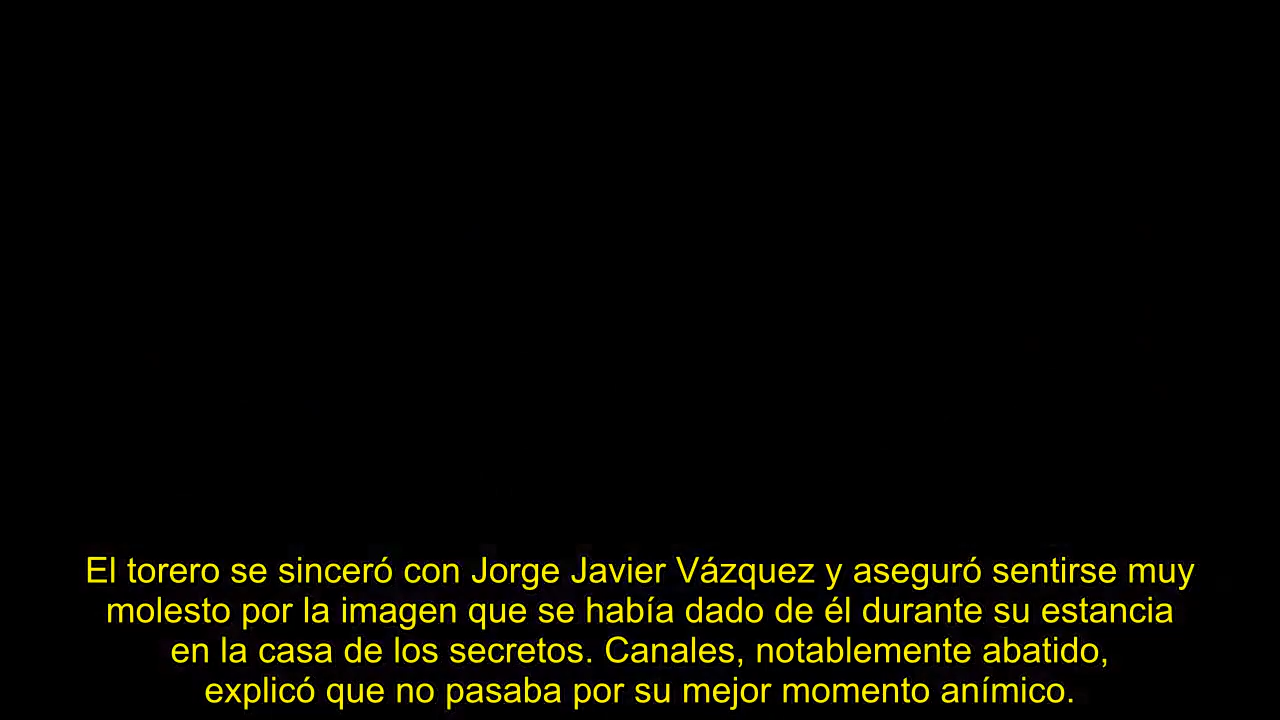 El torero se sinceró con Jorge Javier Vázquez y aseguró sentirse muy
molesto por la imagen que se había dado de él durante su estancia
en la casa de los secretos. Canales, notablemente abatido,
explicó que no pasaba por su mejor momento anímico.